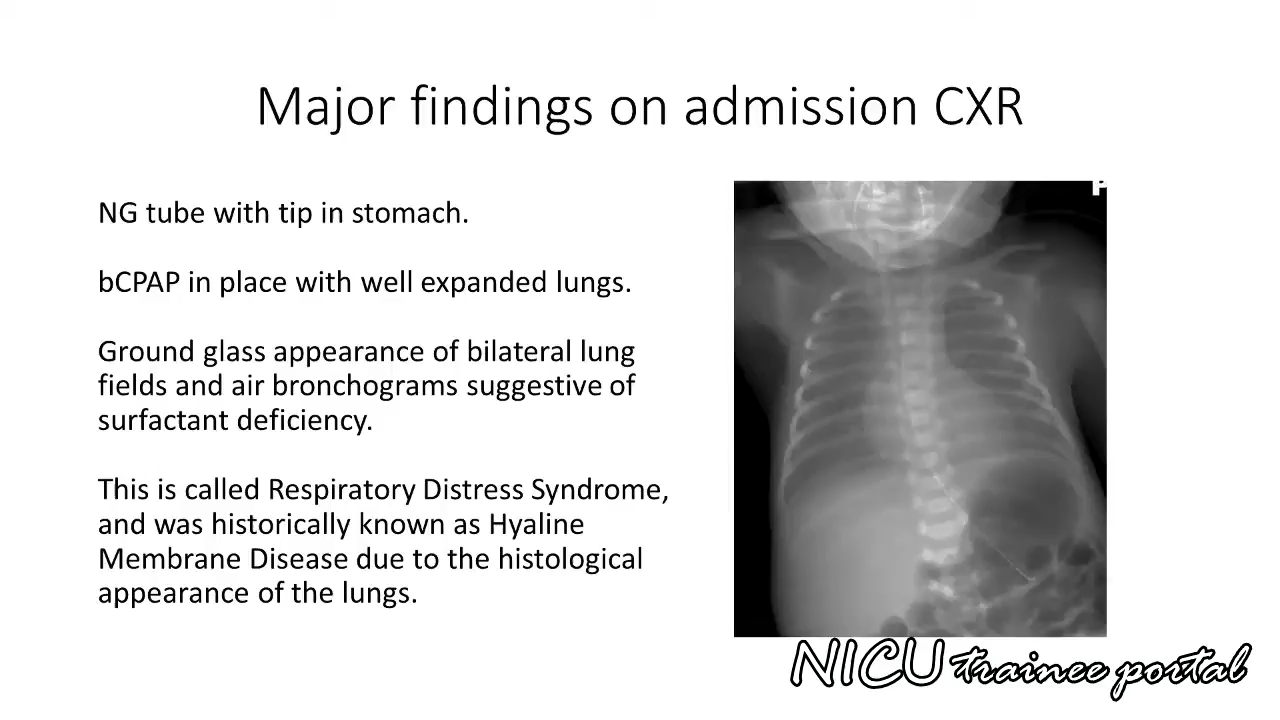 Major findings on admission CXR
NG tube with tip in stomach.
bCPAP in place with well expanded lungs.
Ground glass appearance of bilateral lung
fields and air bronchograms suggestive of
surfactant deficiency.
This is called Respiratory Distress Syndrome,
and was historically known as Hyaline
Membrane Disease due to the histological
appearance of the lungs.
NICU trainee portal